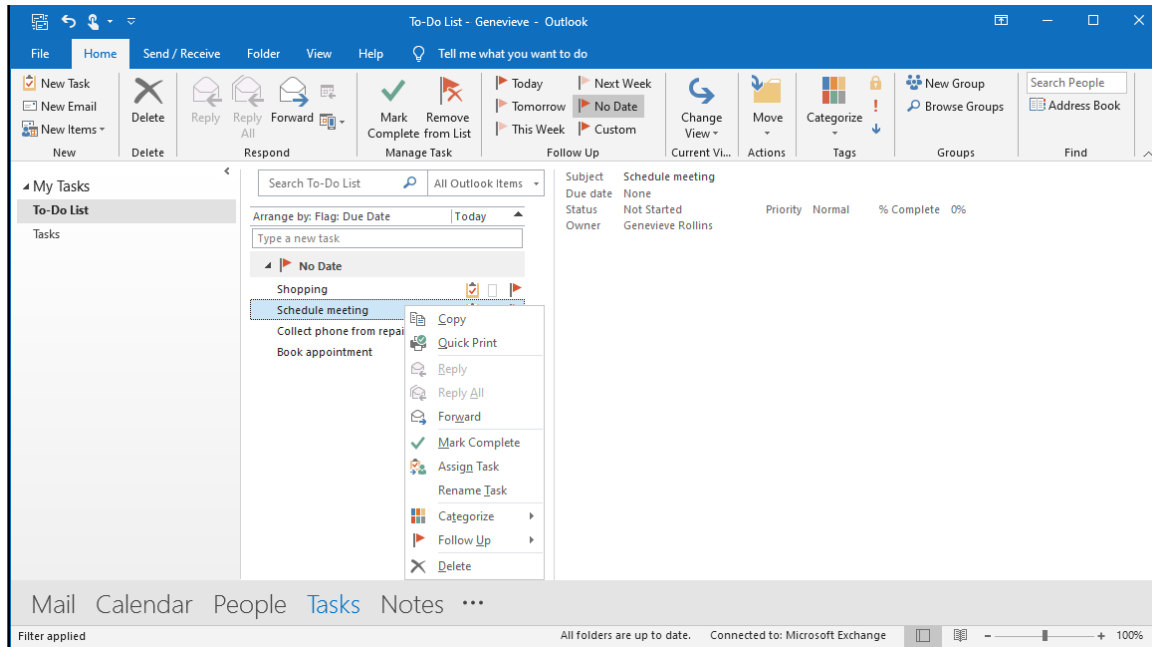 To-Do List - Genevieve - Outlook
File Home Send / Receive Folder View Help Tell me what you want to do
New Task
New Email
New Items
New
Delete
Delete
Reply
Reply All
Forward
Respond
Mark Complete
Remove from List
Manage Task
Today
Tomorrow
This Week
Next Week
No Date
Custom
Follow Up
Change View
Current Vi...
Move
Actions
Categorize
Tags
New Group
Browse Groups
Groups
Search People
Address Book
Find
My Tasks
To-Do List
Tasks
Search To-Do List All Outlook Items
Arrange by: Flag: Due Date Today
Type a new task
No Date
Shopping
Schedule meeting
Collect phone from repai
Book appointment
Copy
Quick Print
Reply
Reply All
Forward
Mark Complete
Assign Task
Rename Task
Categorize
Follow Up
Delete
Subject Schedule meeting
Due date None
Status Not Started Priority Normal % Complete 0%
Owner Genevieve Rollins
Mail Calendar People Tasks Notes ···
Filter applied All folders are up to date. Connected to: Microsoft Exchange 100%